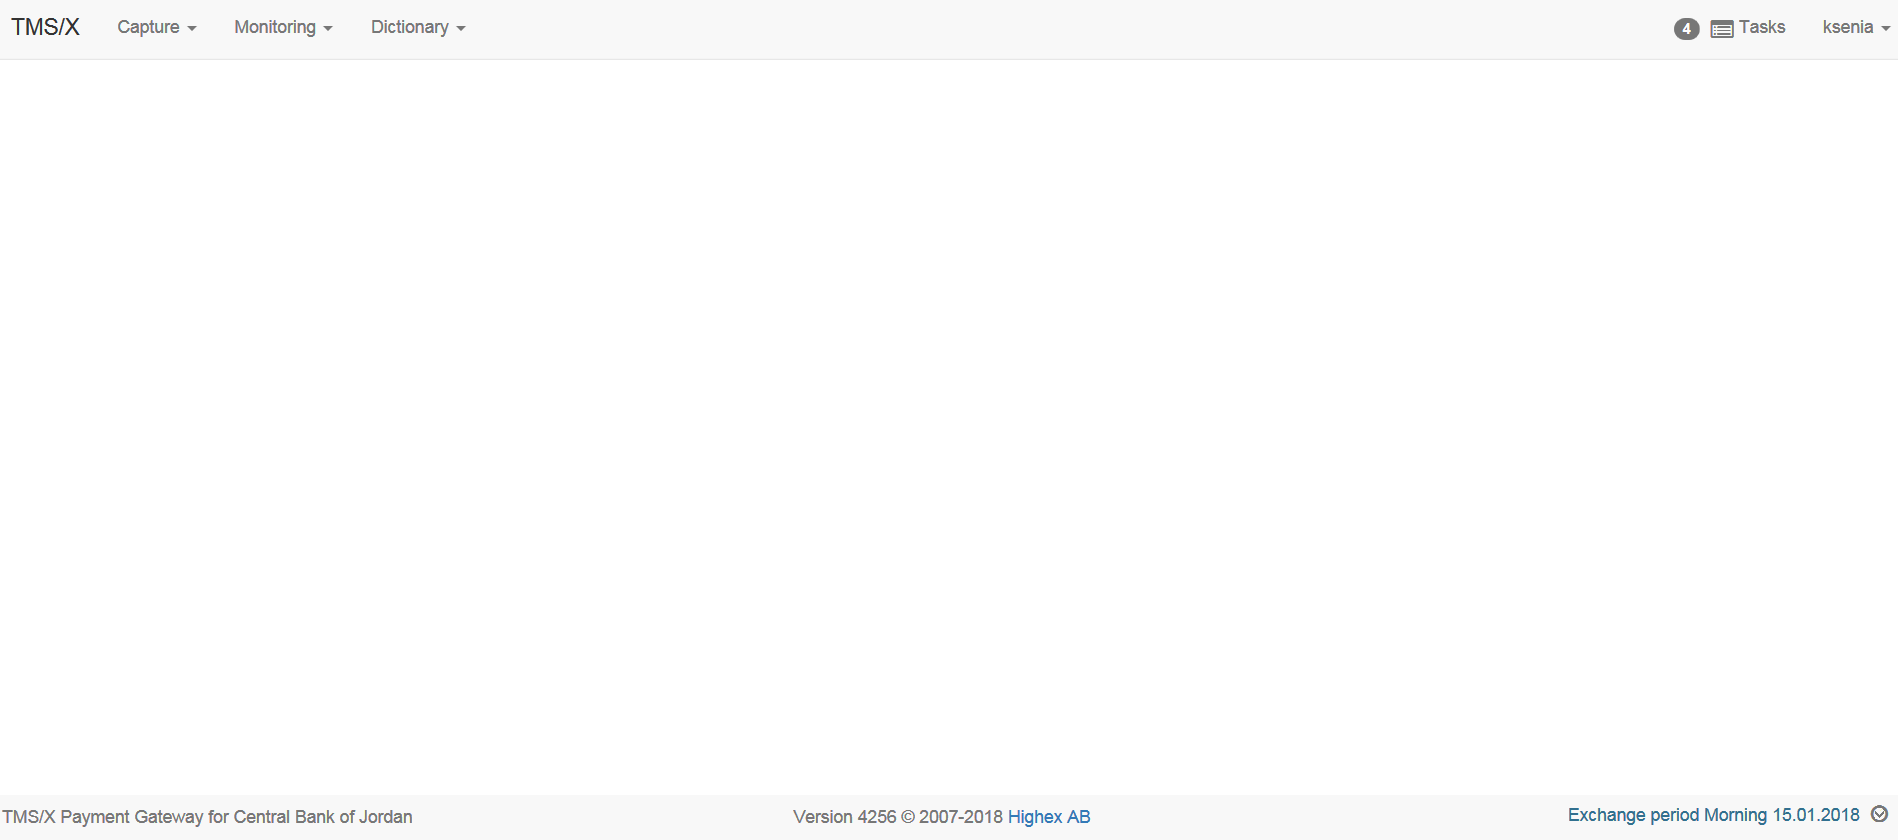 TMS/X Capture Monitoring Dictionary 4 Tasks ksenia
TMS/X Payment Gateway for Central Bank of Jordan Version 4256 © 2007-2018 Highex AB Exchange period Morning 15.01.2018